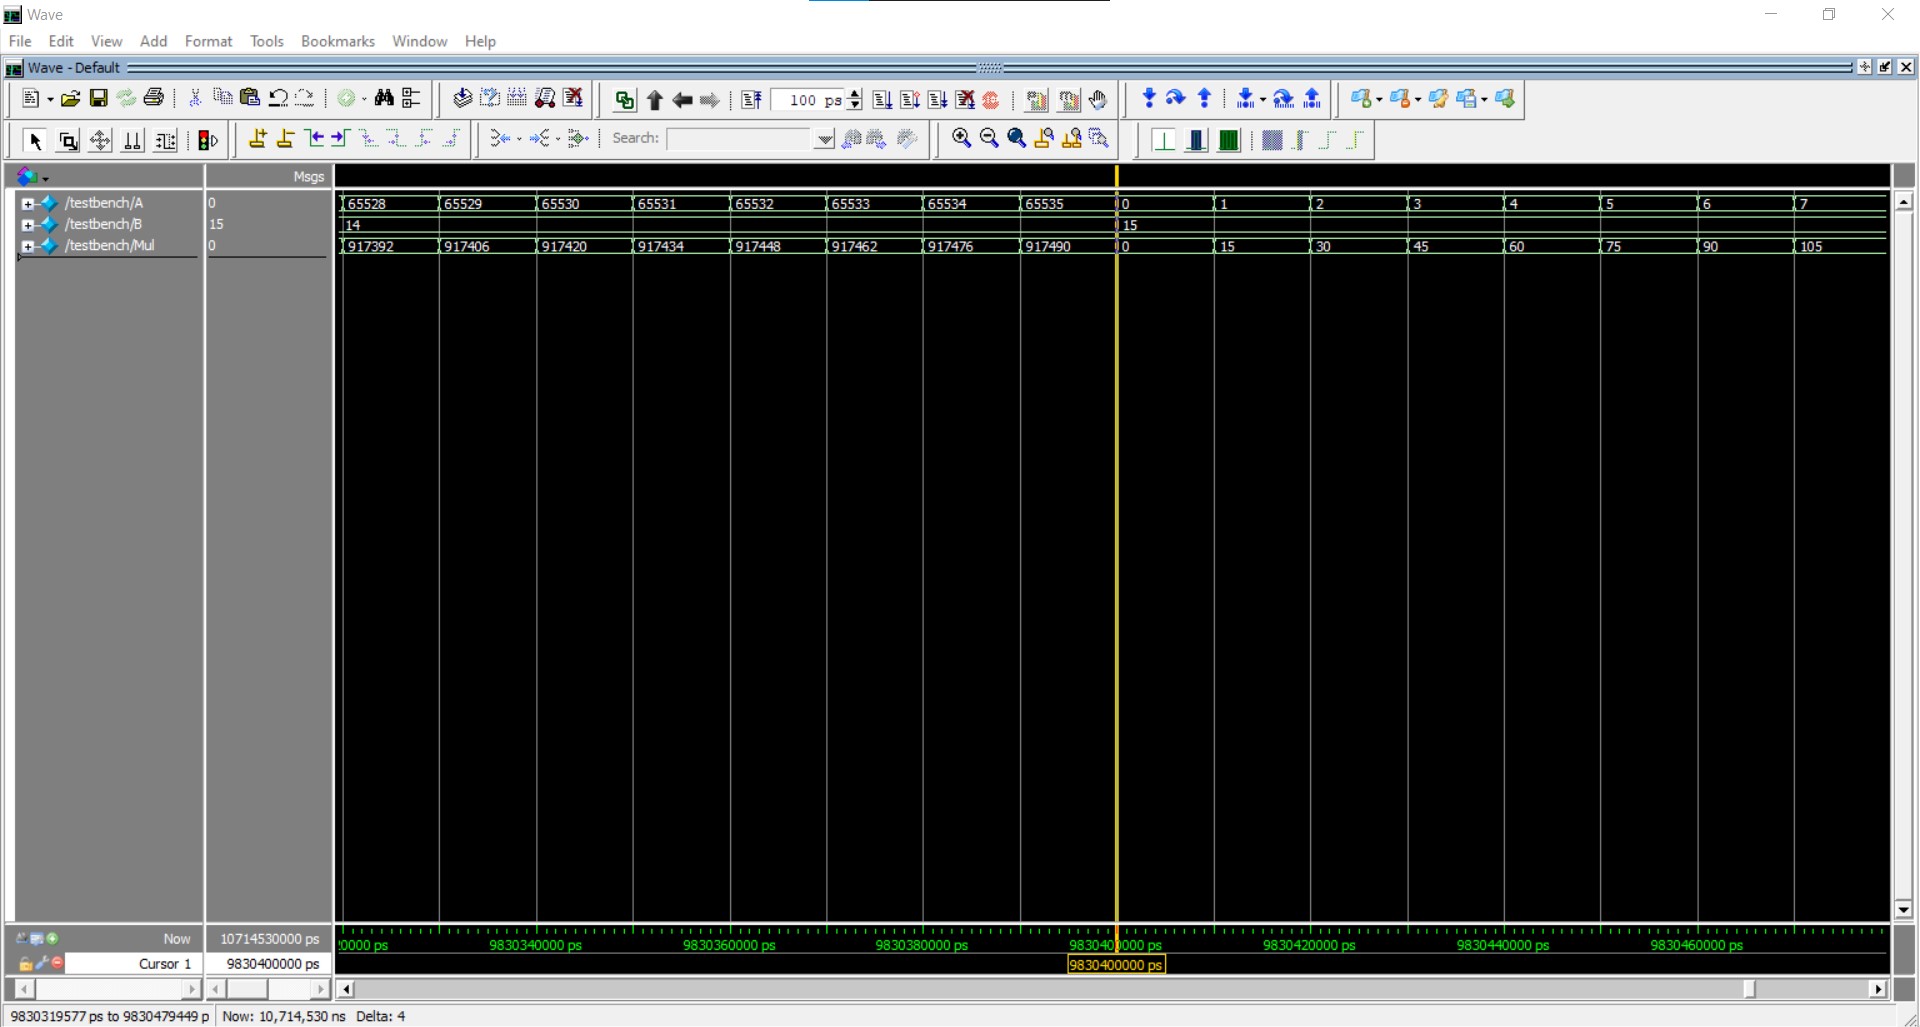 Wave
File Edit View Add Format Tools Bookmarks Window Help
Wave - Default
100 ps
Search:
Msgs
/testbench/A 0 65528 65529 65530 65531 65532 65533 65534 65535 0 1 2 3 4 5 6 7
/testbench/B 15 14 15
/testbench/Mul 0 917392 917406 917420 917434 917448 917462 917476 917490 0 15 30 45 60 75 90 105
Now 10714530000 ps 0000 ps 9830340000 ps 9830360000 ps 9830380000 ps 9830400000 ps 9830420000 ps 9830440000 ps 9830460000 ps
Cursor 1 9830400000 ps 9830400000 ps
9830319577 ps to 9830479449 p Now: 10,714,530 ns Delta: 4